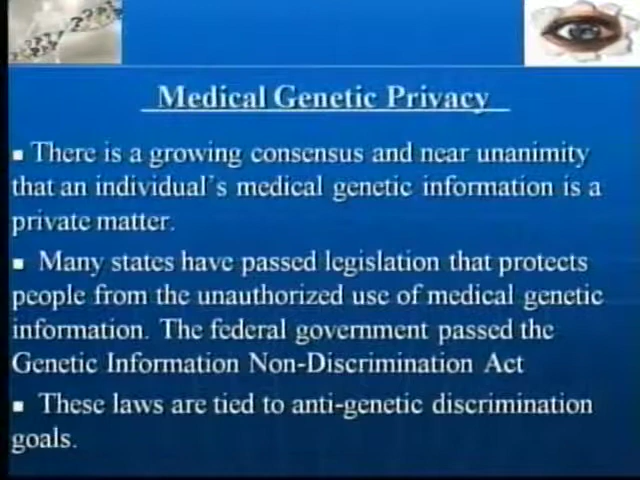 Medical Genetic Privacy
▪ There is a growing consensus and near unanimity
that an individual's medical genetic information is a
private matter.
▪ Many states have passed legislation that protects
people from the unauthorized use of medical genetic
information. The federal government passed the
Genetic Information Non-Discrimination Act
▪ These laws are tied to anti-genetic discrimination
goals.